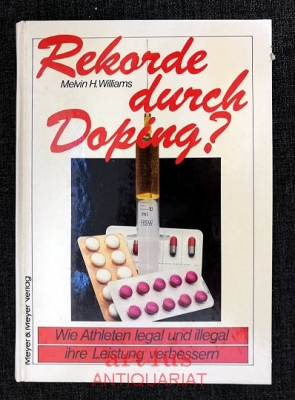 Rekorde
Melvin H. Williams
durch
Doping?
Meyer & Meyer Verlag
Wie Athleten legal und illegal
ihre Leistung verbessern
ANTIQUARIAT